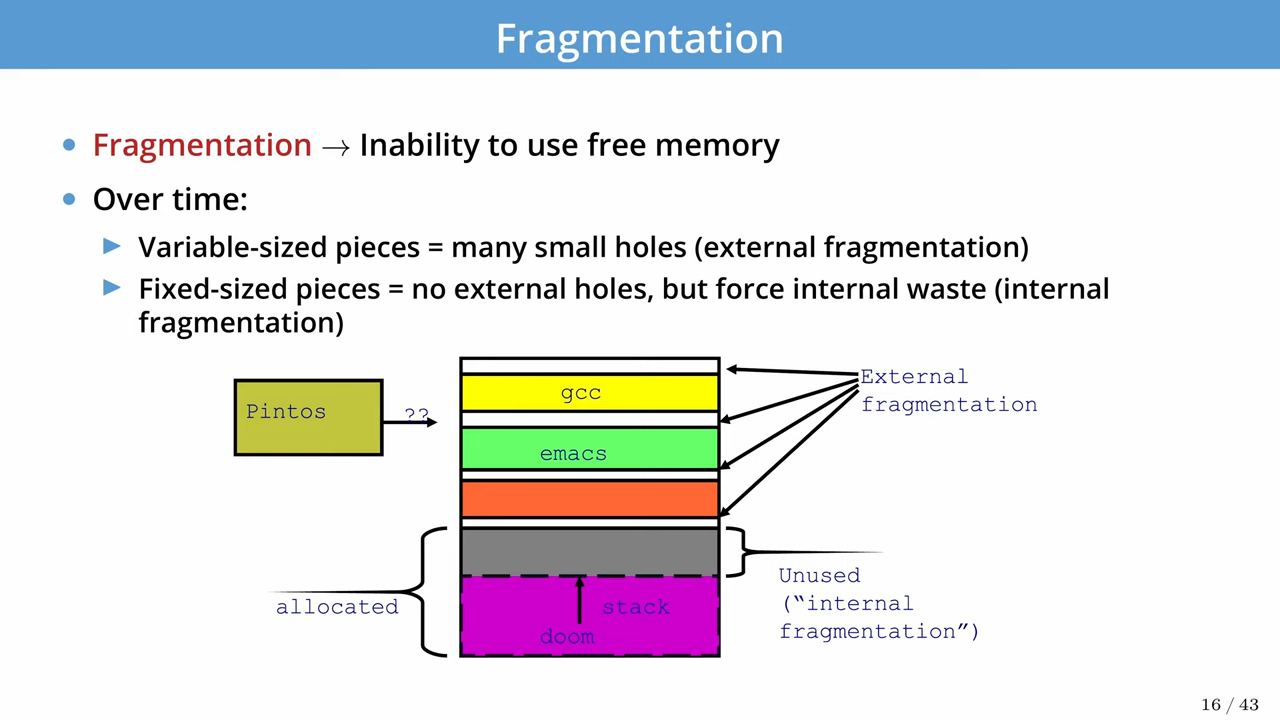 Fragmentation
Fragmentation → Inability to use free memory
Over time:
Variable-sized pieces = many small holes (external fragmentation)
Fixed-sized pieces = no external holes, but force internal waste (internal
fragmentation)
Pintos
??
gcc
emacs
External
fragmentation
allocated
stack
doom
Unused
(“internal
fragmentation”)
16 / 43